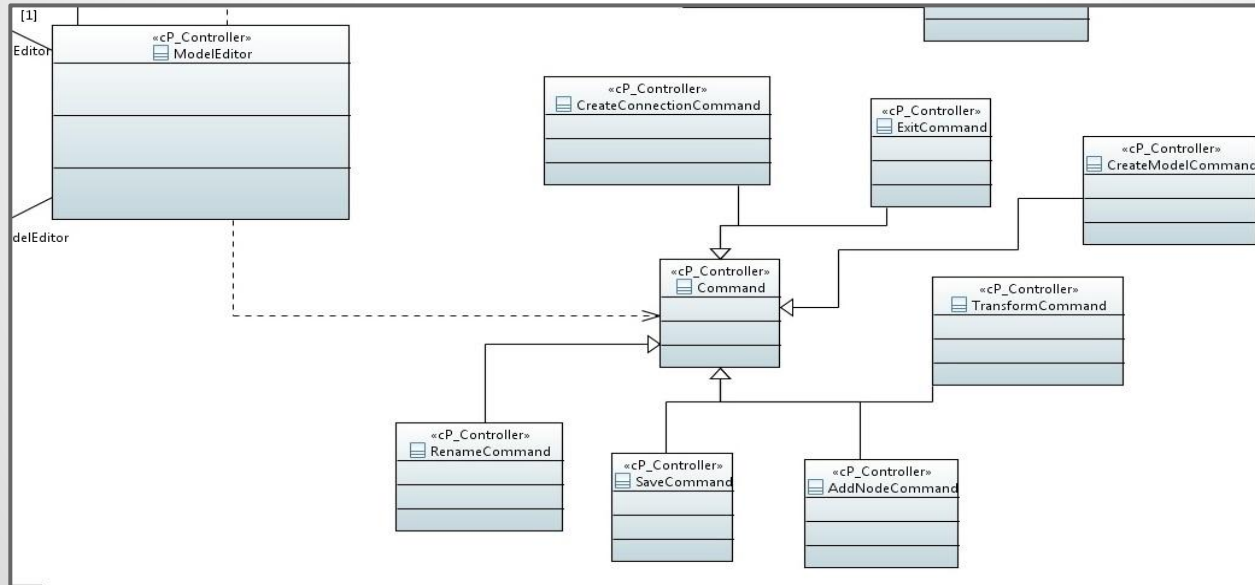 [1]
Editor
«cP_Controller»
ModelEditor
delEditor
«cP_Controller»
CreateConnectionCommand
«cP_Controller»
ExitCommand
«cP_Controller»
CreateModelCommand
«cP_Controller»
Command
«cP_Controller»
TransformCommand
«cP_Controller»
RenameCommand
«cP_Controller»
SaveCommand
«cP_Controller»
AddNodeCommand